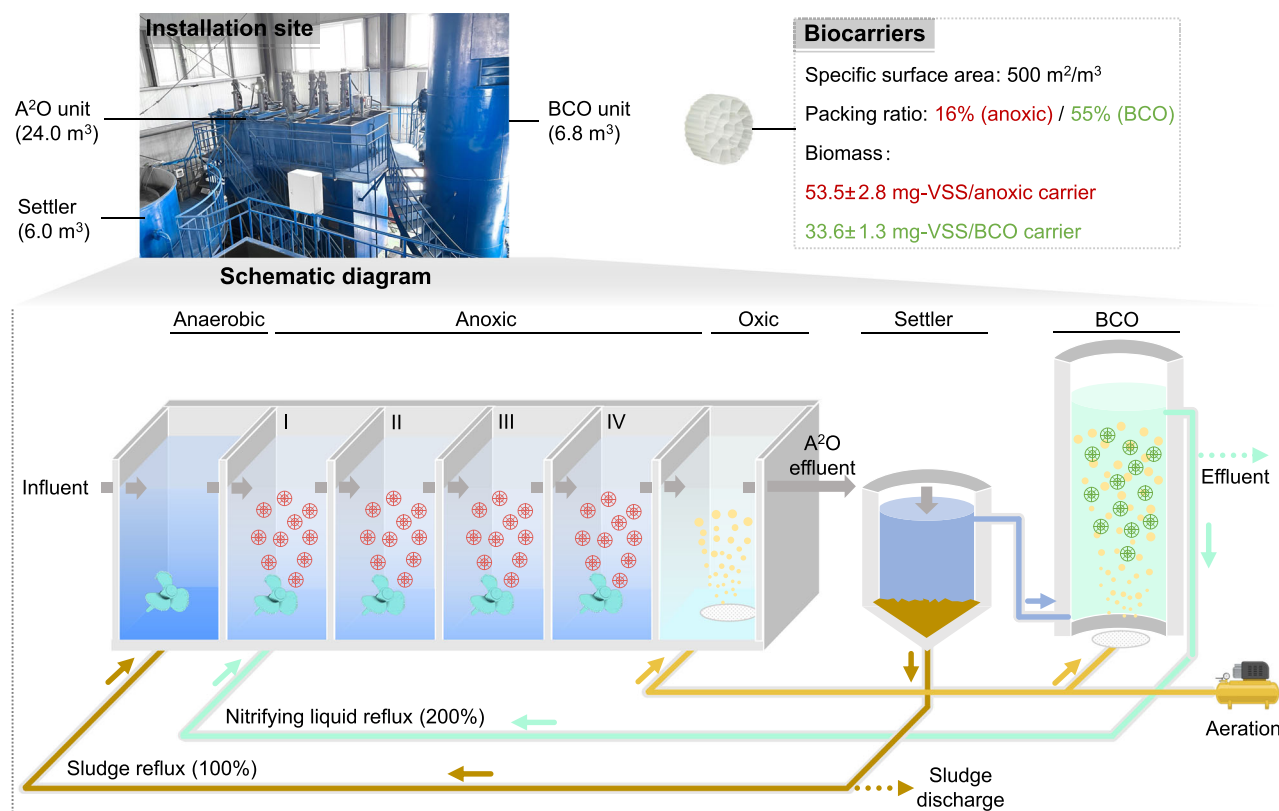 Installation site
A²O unit
(24.0 m³)
Settler
(6.0 m³)
BCO unit
(6.8 m³)
Biocarriers
Specific surface area: 500 m²/m³
Packing ratio: 16% (anoxic) / 55% (BCO)
Biomass:
53.5±2.8 mg-VSS/anoxic carrier
33.6±1.3 mg-VSS/BCO carrier
Schematic diagram
Anaerobic
Anoxic
Oxic
Settler
BCO
I
II
III
IV
Influent
A²O
effluent
Effluent
Nitrifying liquid reflux (200%)
Sludge reflux (100%)
Sludge
discharge
Aeration